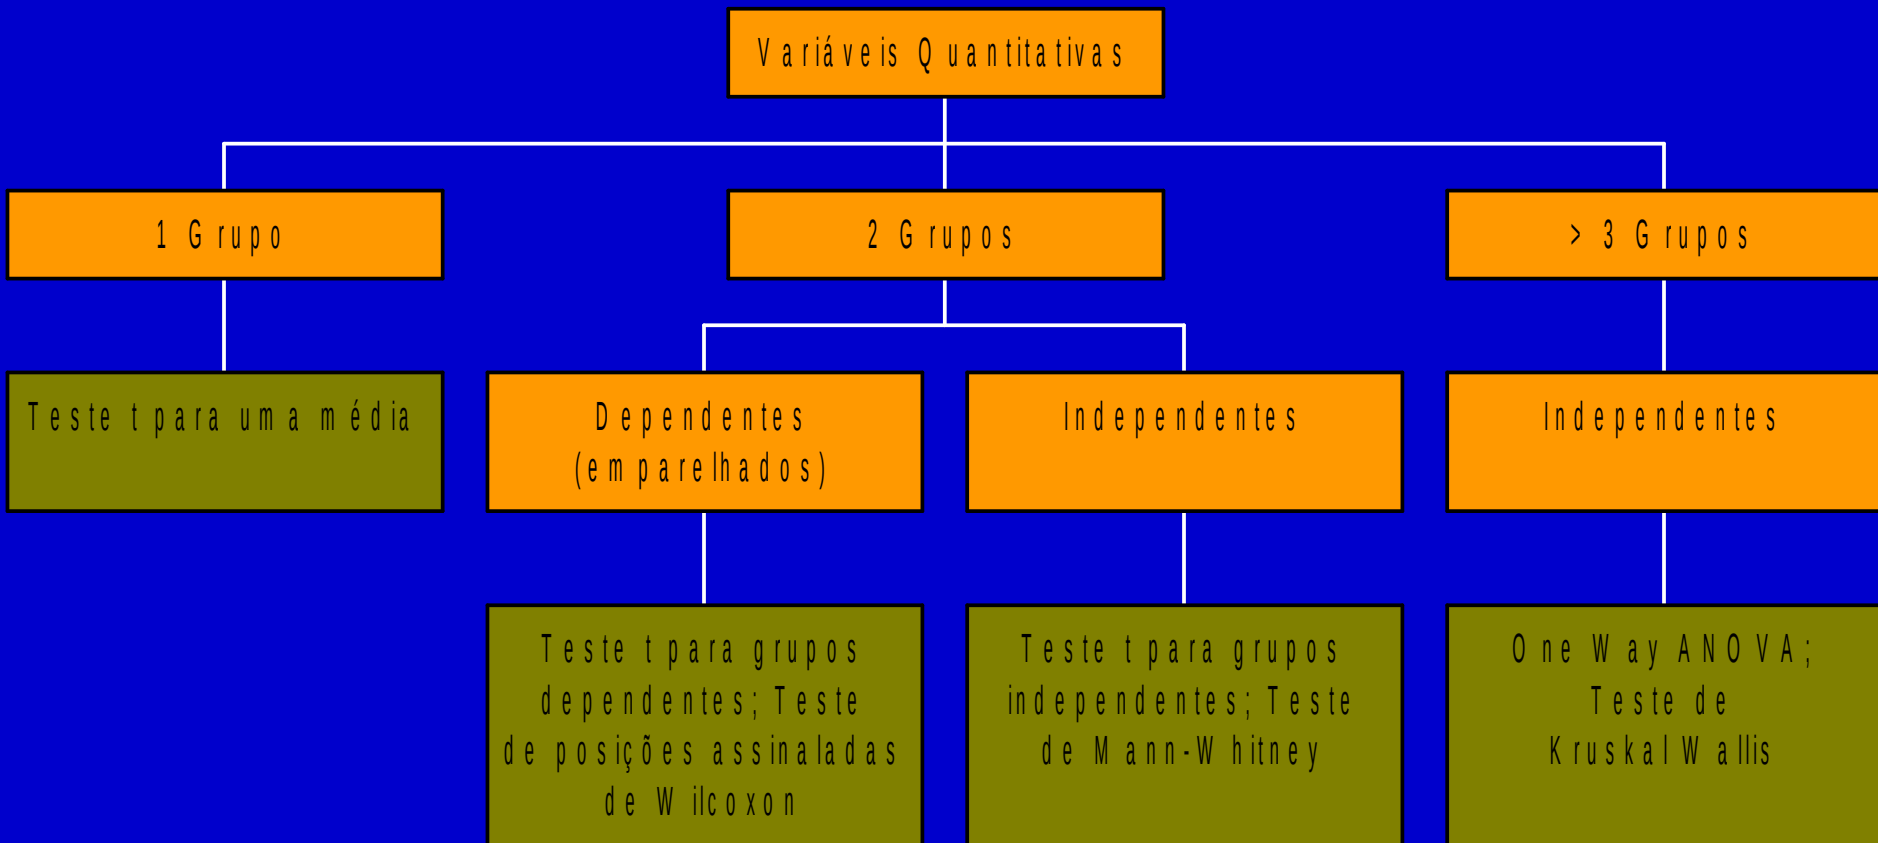 Variáveis Quantitativas
1 Grupo
2 Grupos
> 3 Grupos
Teste t para uma média
Dependentes
(emparelhados)
Independentes
Independentes
Teste t para grupos
dependentes; Teste
de posições assinaladas
de Wilcoxon
Teste t para grupos
independentes; Teste
de Mann-Whitney
One Way ANOVA;
Teste de
Kruskal Wallis